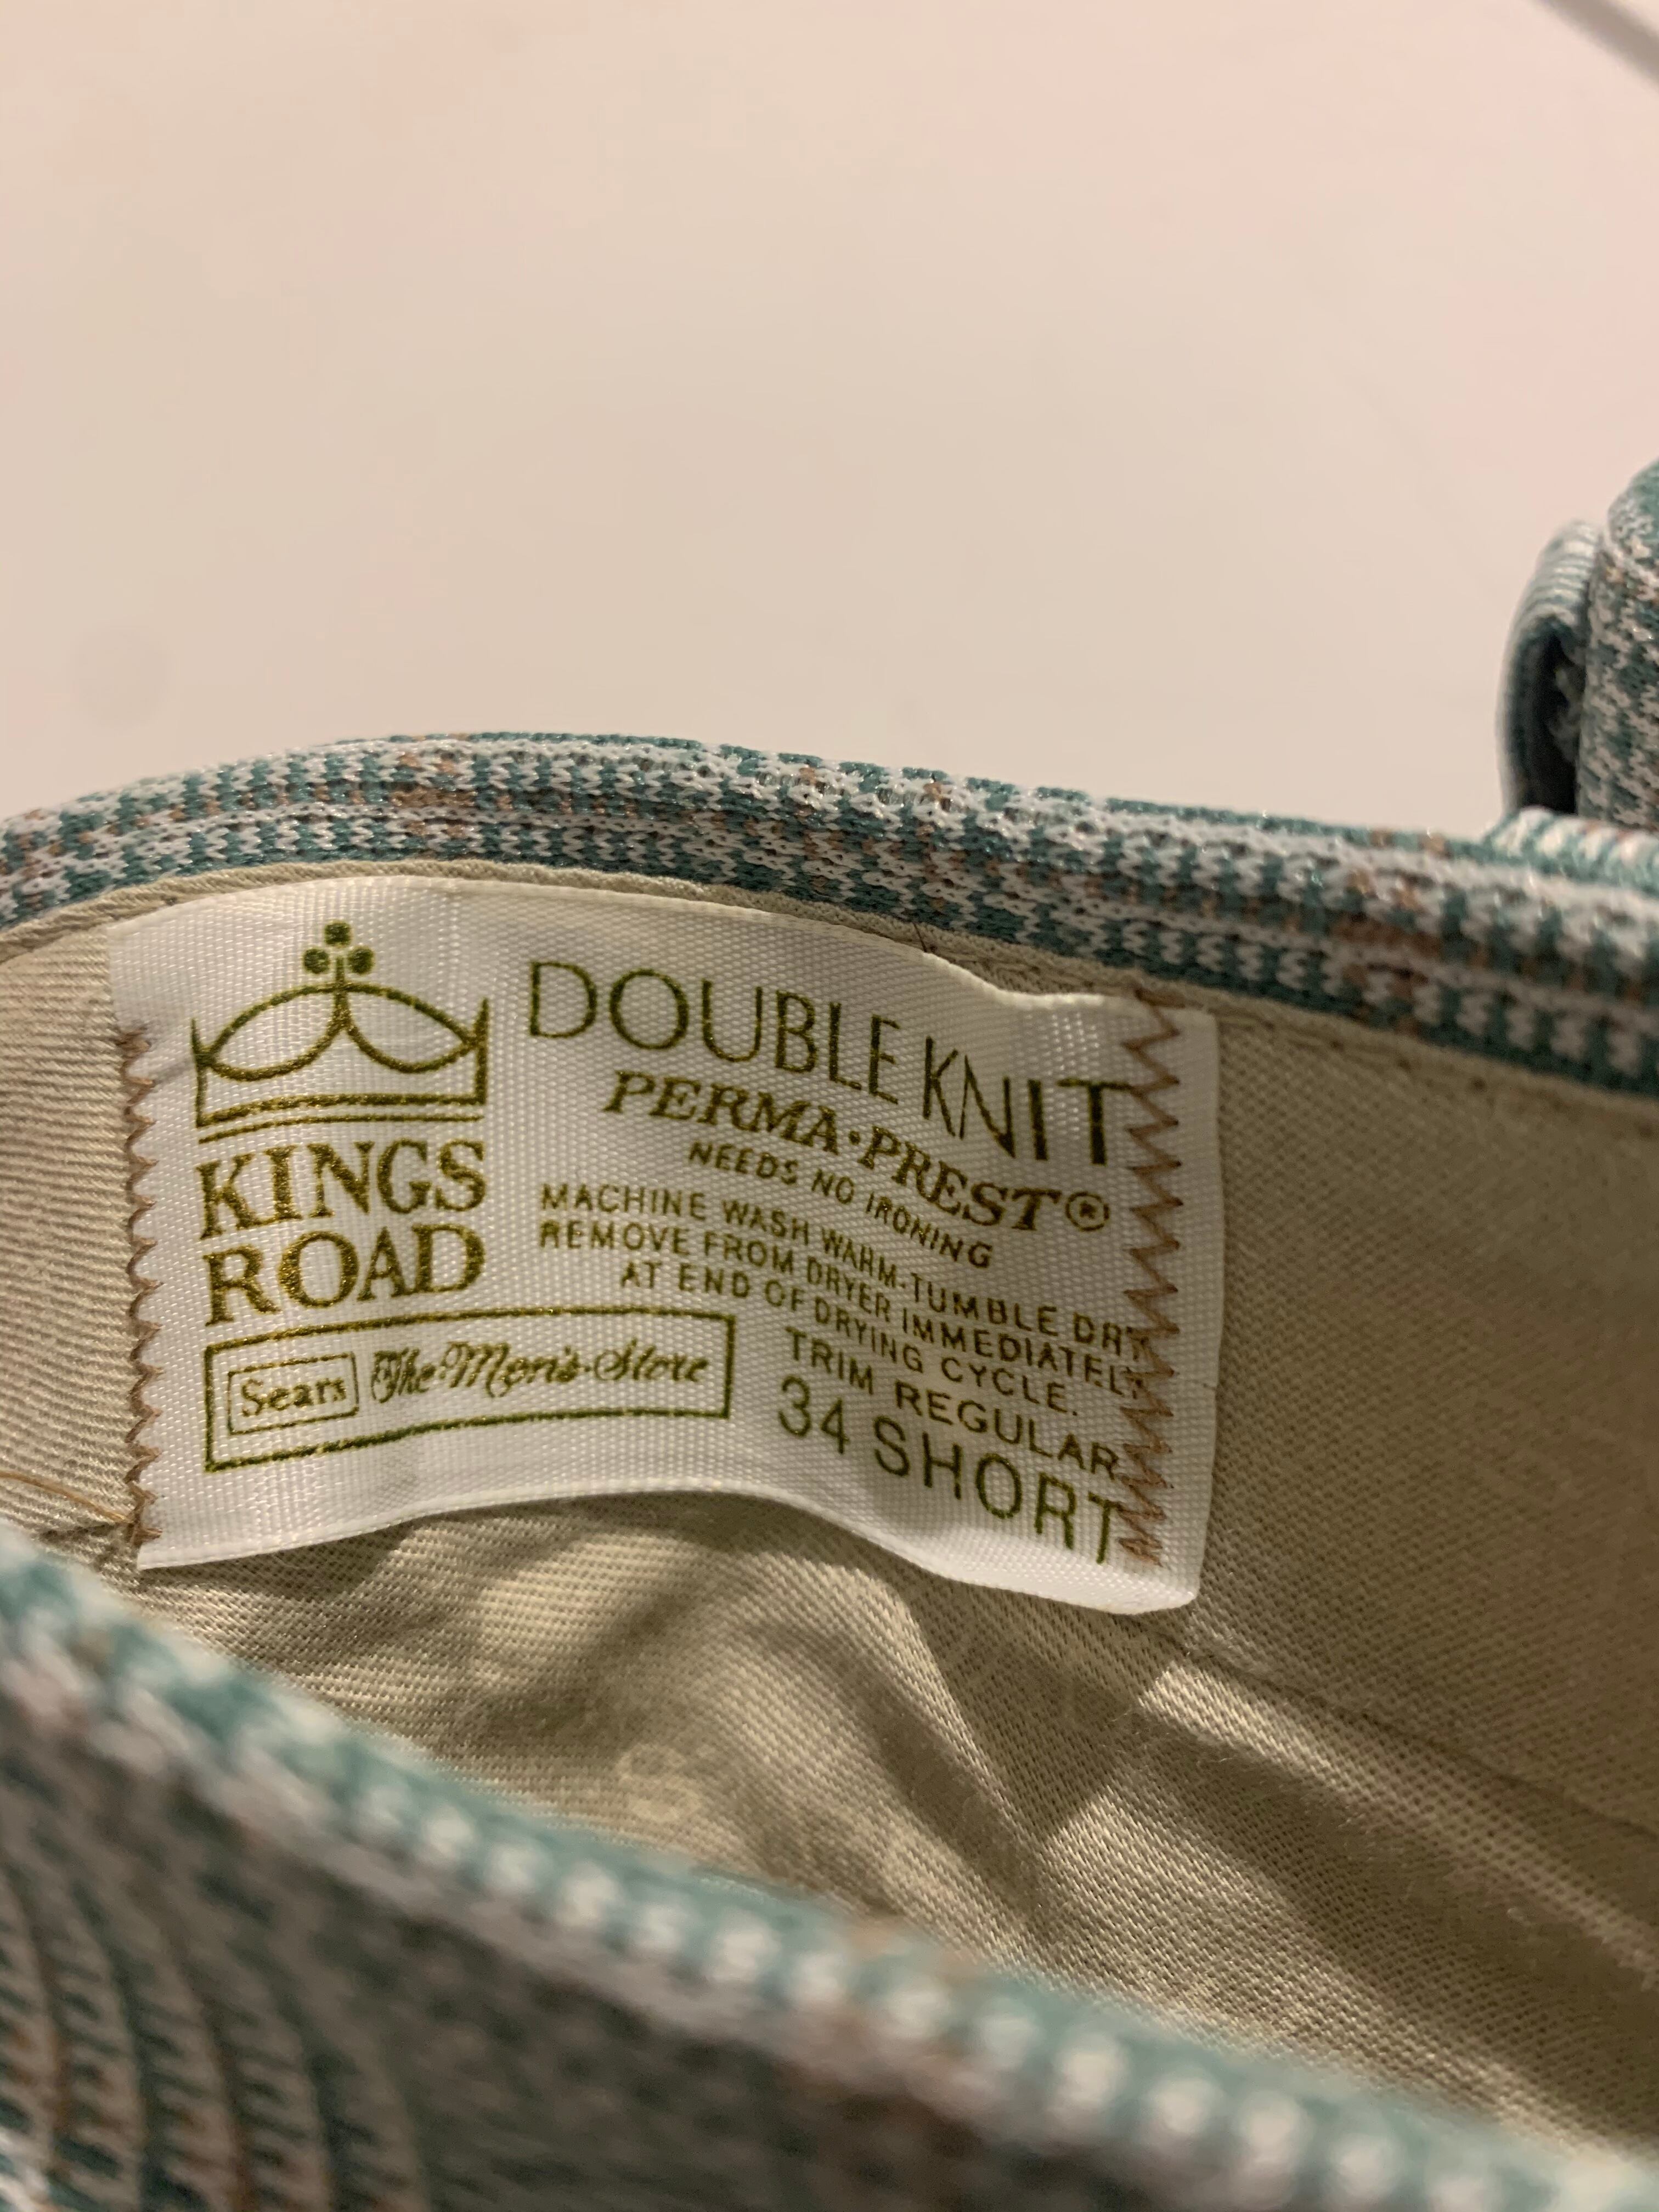 KINGS
ROAD
Sears The Men's Store
DOUBLE KNIT
PERMA•PREST®
NEEDS NO IRONING
MACHINE WASH WARM-TUMBLE DRY
REMOVE FROM DRYER IMMEDIATELY
AT END OF DRYING CYCLE.
TRIM REGULAR
34 SHORT